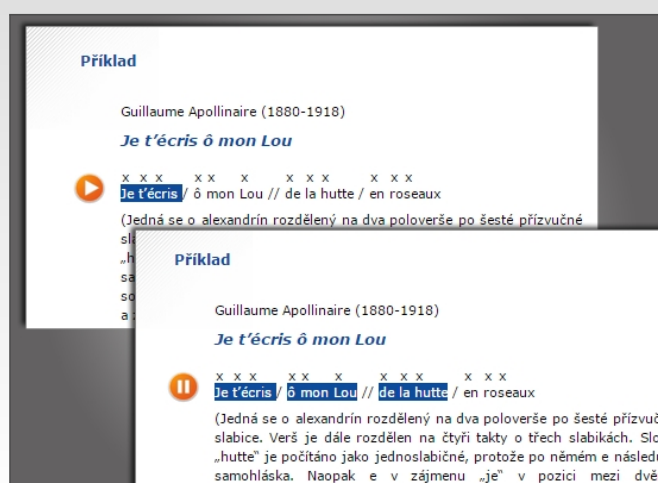 Příklad
Guillaume Apollinaire (1880-1918)
Je t’écris ô mon Lou
x x x x x x x x x x x x
Je t’écris / ô mon Lou // de la hutte / en roseaux
(Jedná se o alexandrín rozdělený na dva poloverše po šesté přízvučné
Příklad
Guillaume Apollinaire (1880-1918)
Je t’écris ô mon Lou
x x x x x x x x x x x x
Je t’écris / ô mon Lou // de la hutte / en roseaux
(Jedná se o alexandrín rozdělený na dva poloverše po šesté
slabice. Verš je dále rozdělen na čtyři takty o třech slabikách.
„hutte“ je počítáno jako jednoslabičné, protože po němém e
samohláska. Naopak e v zájmenu „je“ v pozici mezi